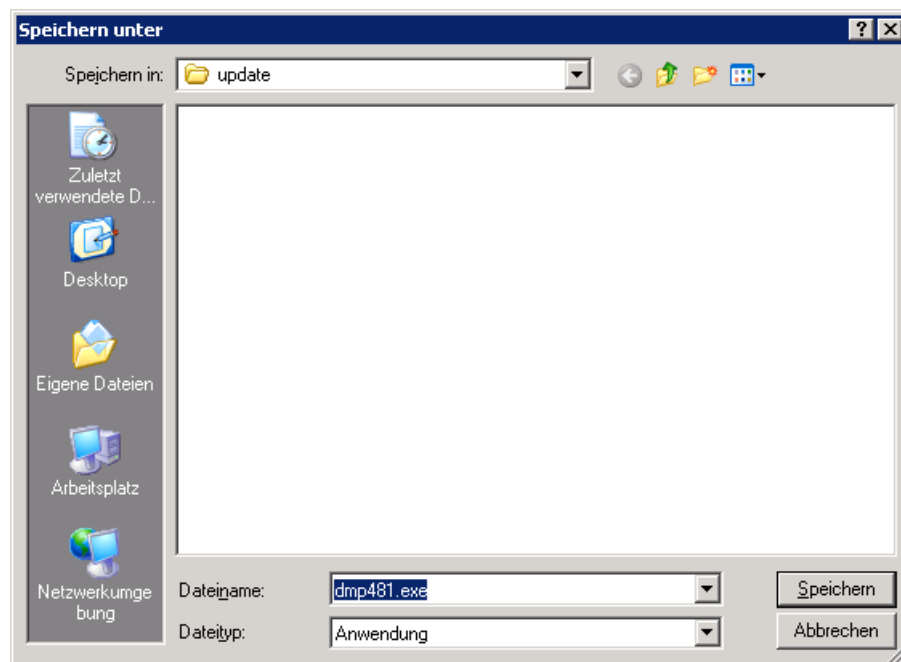 Speichern unter
Speichern in:
update
Zuletzt
verwendete D...
Desktop
Eigene Dateien
Arbeitsplatz
Netzwerkumge
bung
Dateiname:
dmp481.exe
Speichern
Dateityp:
Anwendung
Abbrechen